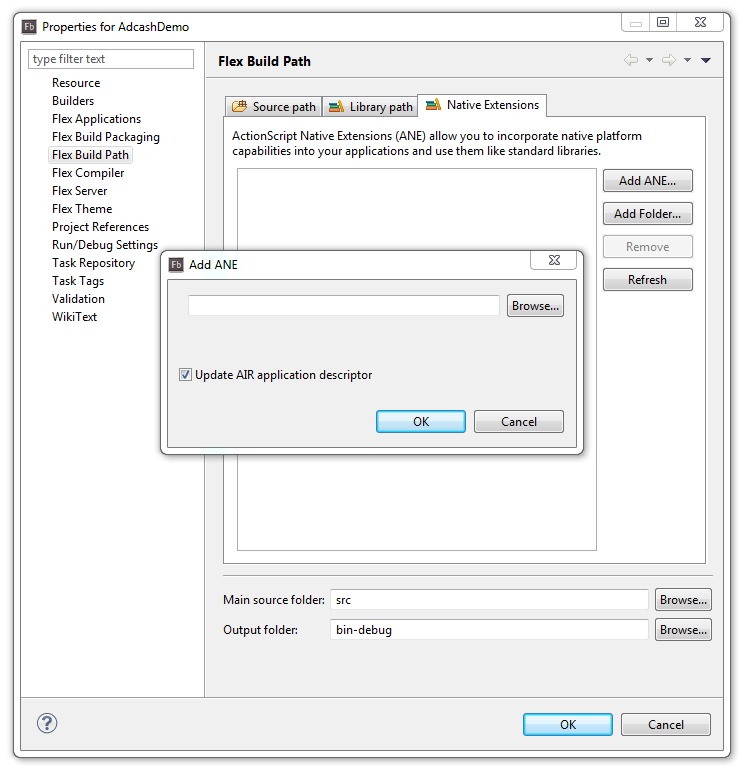 Fb Properties for AdcashDemo
type filter text
Resource
Builders
Flex Applications
Flex Build Packaging
Flex Build Path
Flex Compiler
Flex Server
Flex Theme
Project References
Run/Debug Settings
Task Repository
Task Tags
Validation
WikiText
Flex Build Path
Source path Library path Native Extensions
ActionScript Native Extensions (ANE) allow you to incorporate native platform
capabilities into your applications and use them like standard libraries.
Add ANE...
Add Folder...
Remove
Refresh
Fb Add ANE
Browse...
Update AIR application descriptor
OK Cancel
Main source folder: src Browse...
Output folder: bin-debug Browse...
? OK Cancel